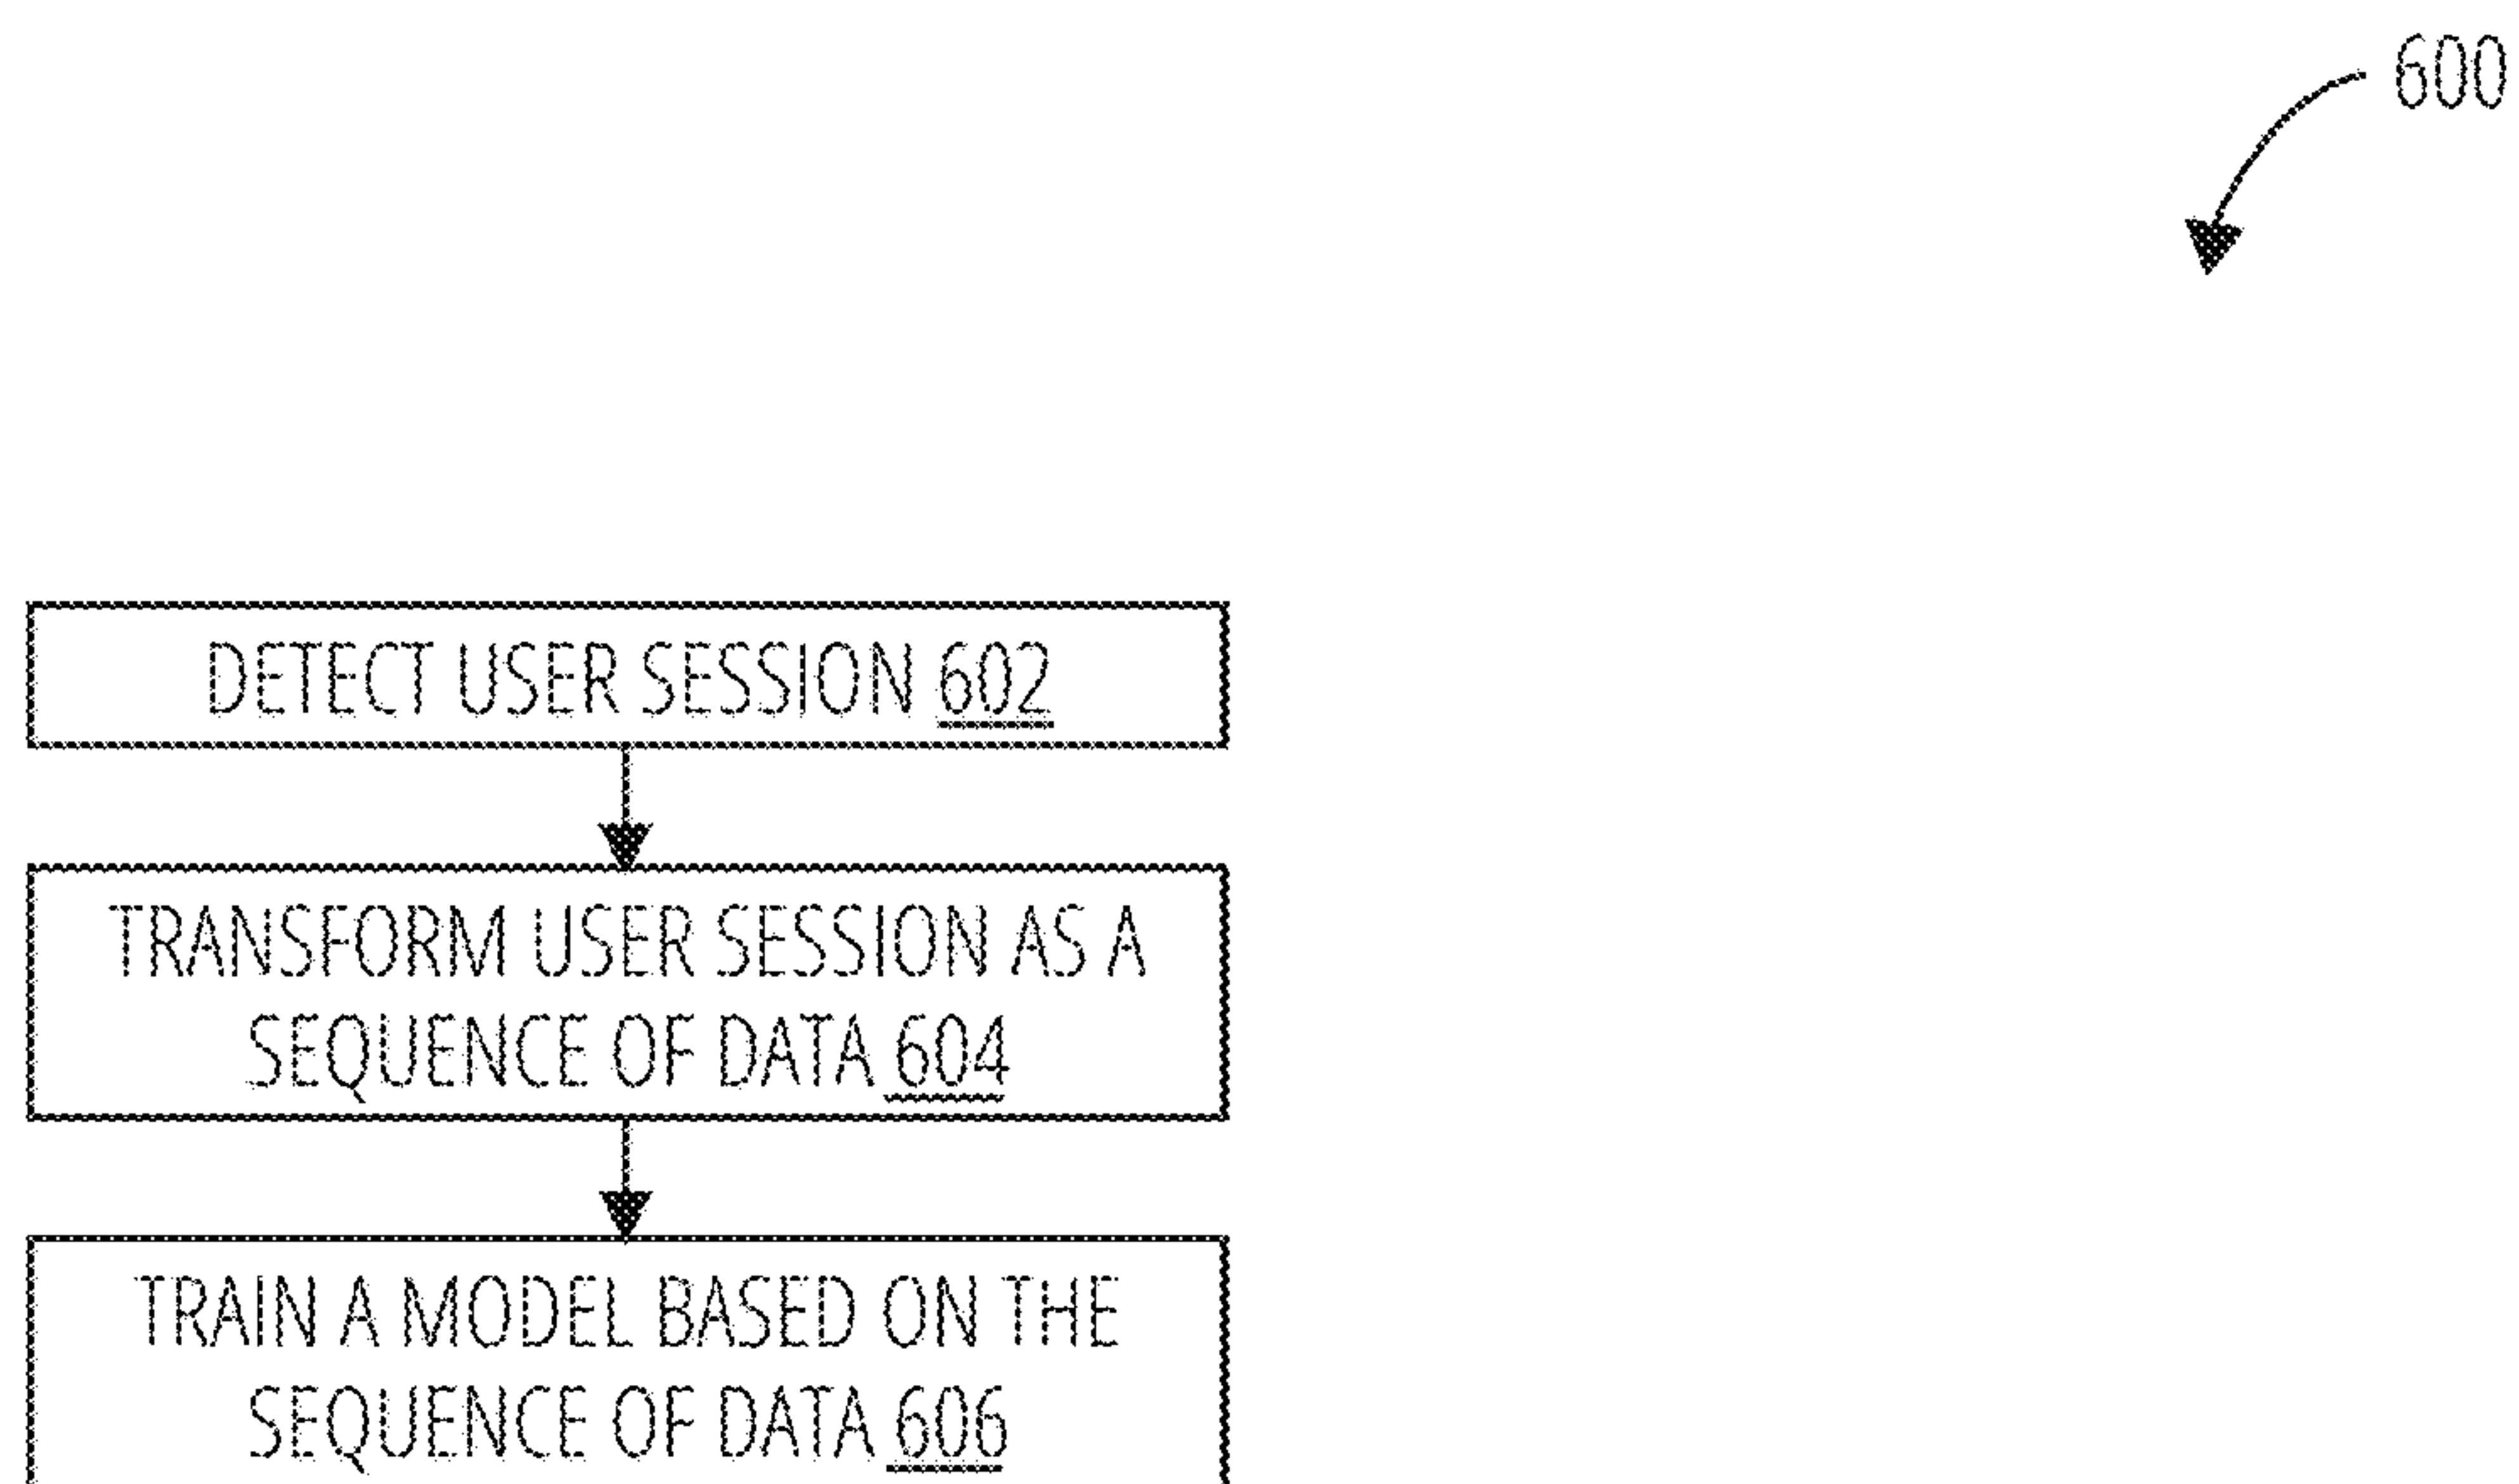 600
DETECT USER SESSION 602
TRANSFORM USER SESSION AS A
SEQUENCE OF DATA 604
TRAIN A MODEL BASED ON THE
SEQUENCE OF DATA 606